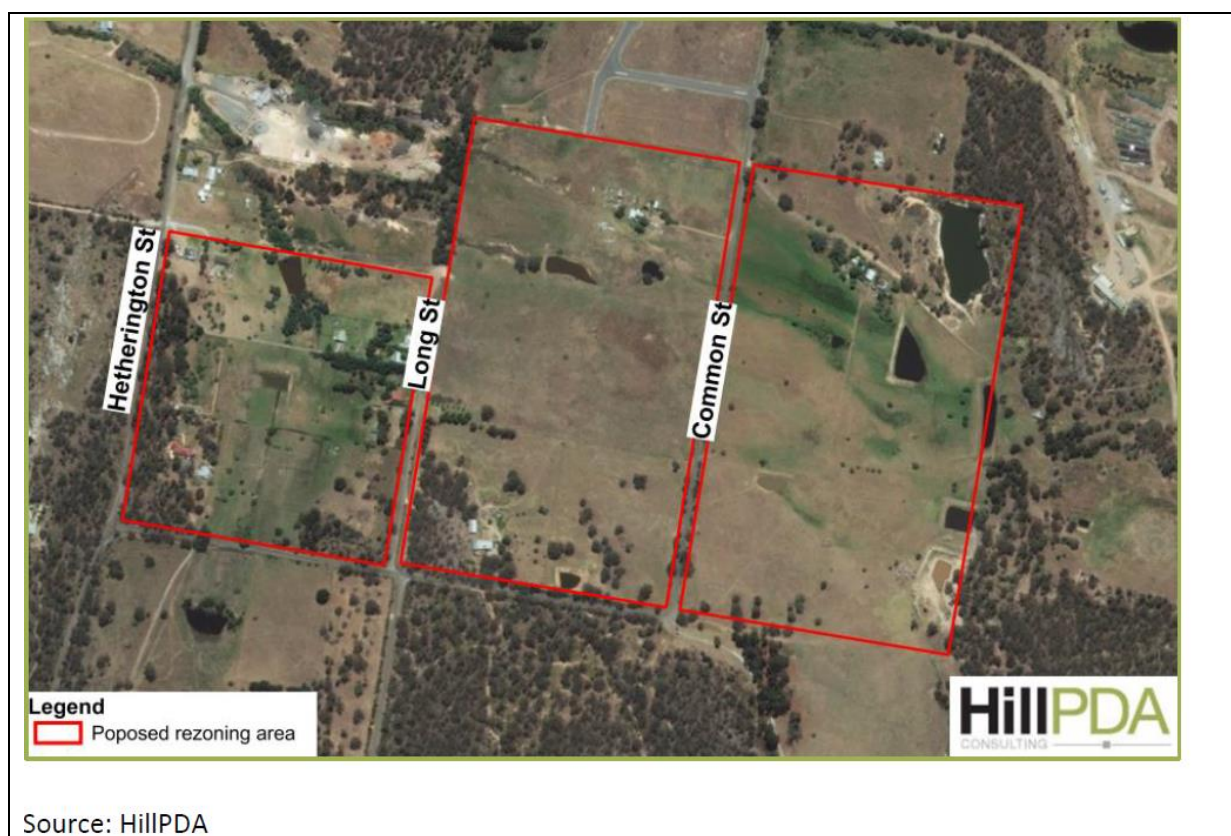 Hetherington St
Long St
Common St
Legend
Poposed rezoning area
HillPDA
CONSULTING
Source: HillPDA